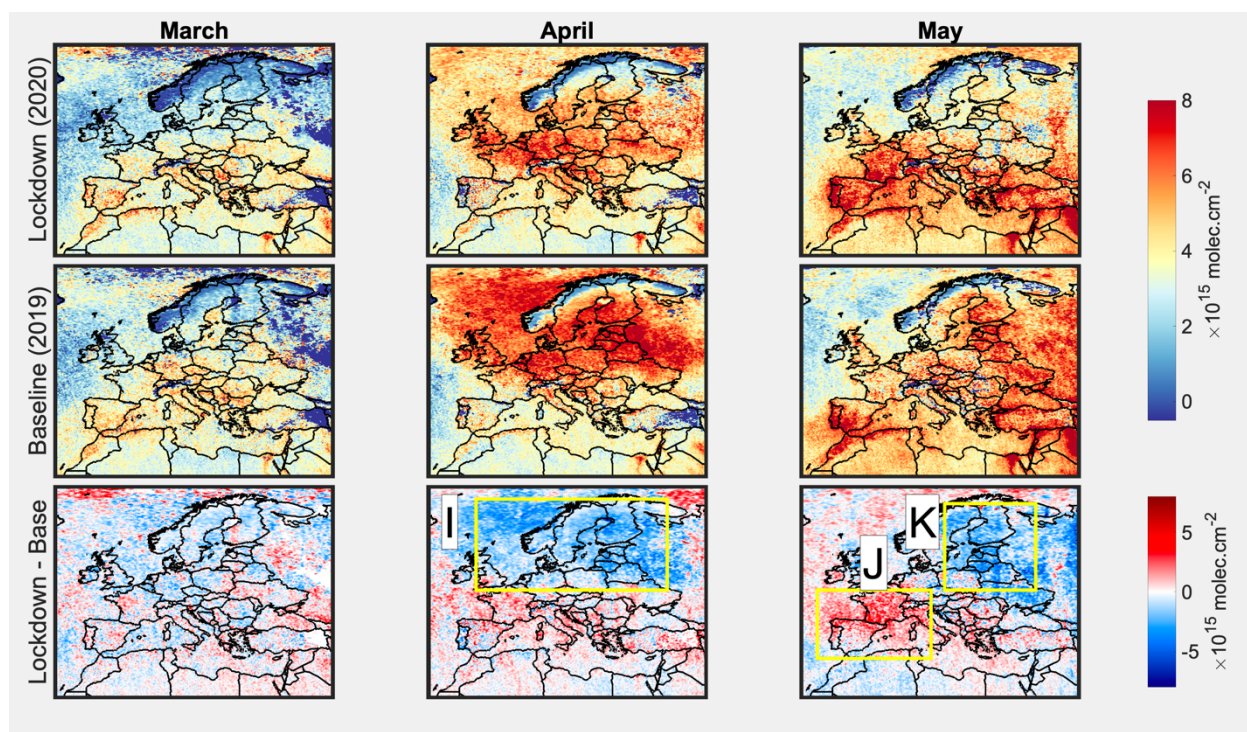 March April May
Lockdown (2020)
8
6
4
2
0
×10¹⁵ molec.cm⁻²
Baseline (2019)
Lockdown - Base
I
J
K
5
0
-5
×10¹⁵ molec.cm⁻²